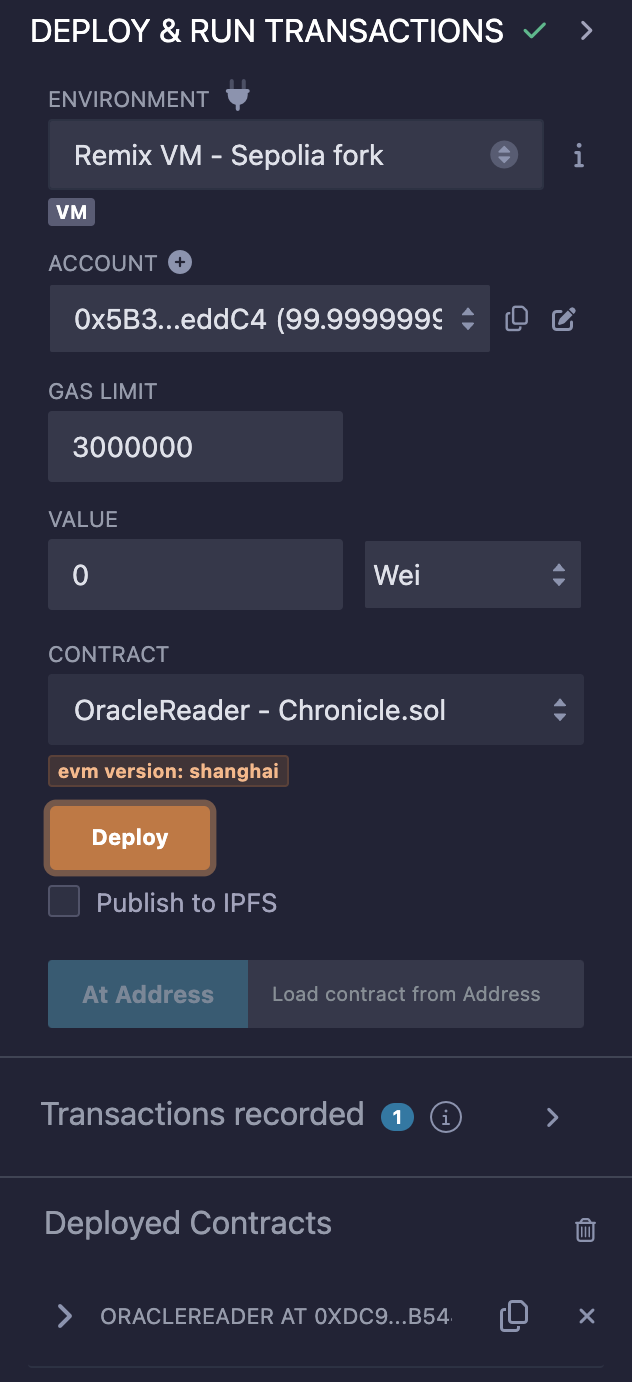 DEPLOY & RUN TRANSACTIONS
ENVIRONMENT
Remix VM - Sepolia fork
VM
ACCOUNT
0x5B3...eddC4 (99.9999999
GAS LIMIT
3000000
VALUE
0 Wei
CONTRACT
OracleReader - Chronicle.sol
evm version: shanghai
Deploy
Publish to IPFS
At Address Load contract from Address
Transactions recorded 1
Deployed Contracts
ORACLEREADER AT 0XDC9...B54